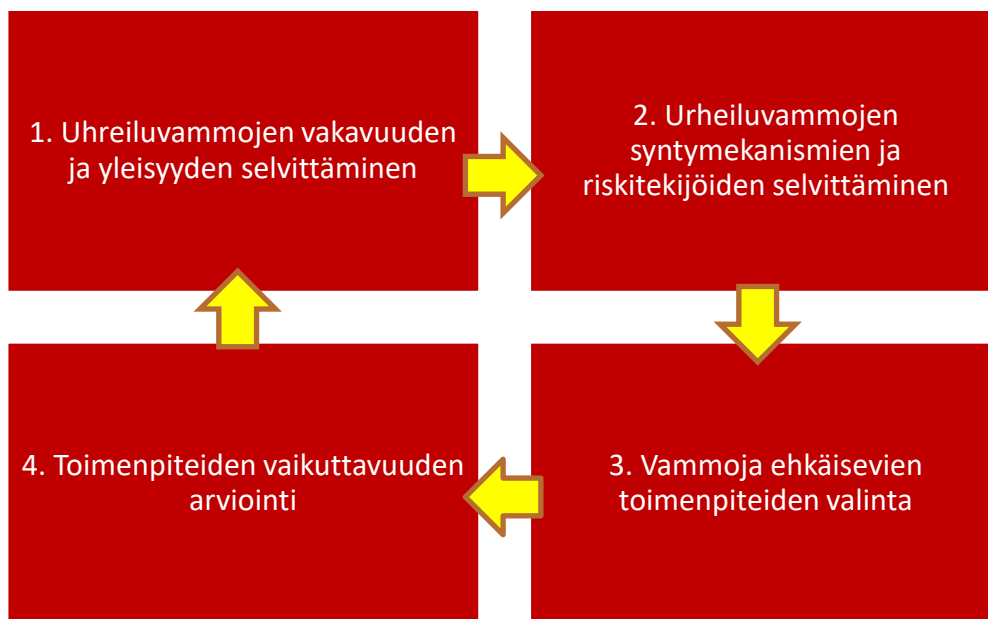 1. Uhreiluvammojen vakavuuden
ja yleisyyden selvittäminen
2. Urheiluvammojen
syntymekanismien ja
riskitekijöiden selvittäminen
3. Vammoja ehkäisevien
toimenpiteiden valinta
4. Toimenpiteiden vaikuttavuuden
arviointi